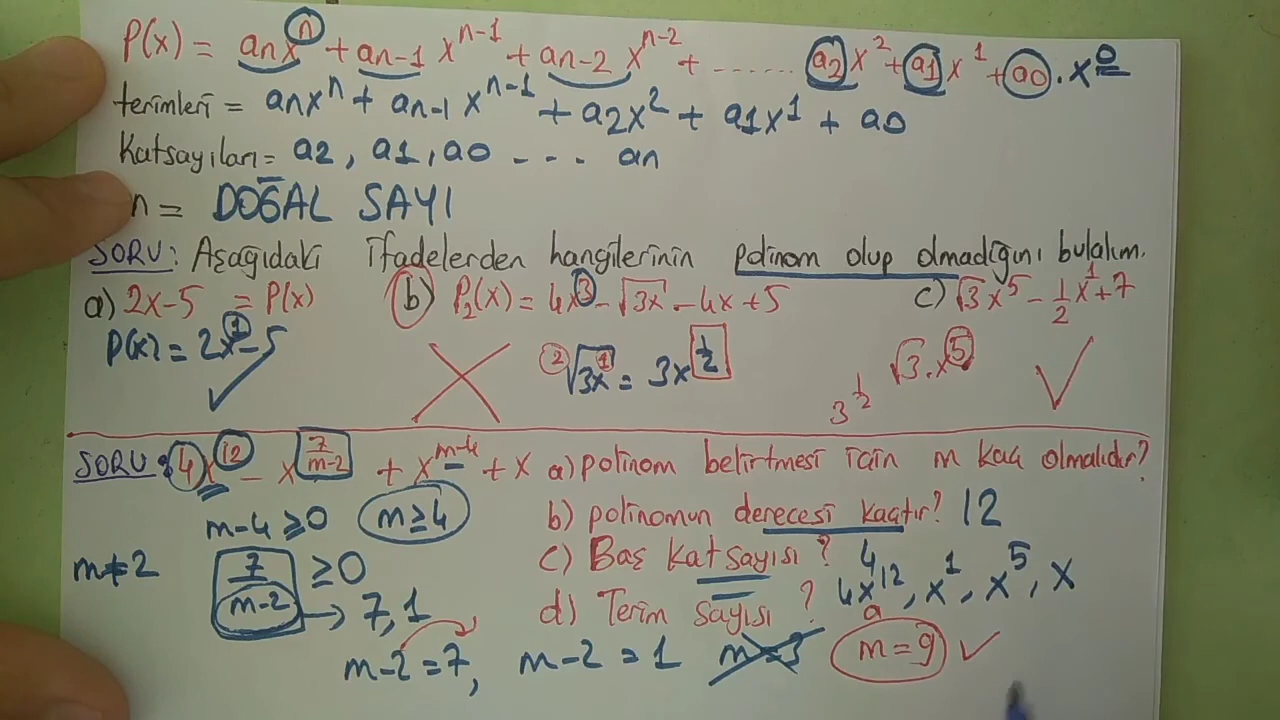 P(x) = anxⁿ + an-1 xⁿ⁻¹ + an-2 xⁿ⁻² + ...... a2x² + a1x¹ + a0.x⁰
terimleri = anxⁿ + an-1 xⁿ⁻¹ + a2x² + a1x¹ + a0
Katsayıları = a2, a1, a0 --- an
n = DOĞAL SAYI
SORU: Aşağıdaki ifadelerden hangilerinin polinom olup olmadığını bulalım.
a) 2x-5 = P(x) b) P₂(x) = 4x³ - √3x - 4x + 5 c) √3x⁵ - 1/2 x¹ + 7
P(x) = 2x¹ - 5 ✓ X ²√3x¹ = 3x^1/2 3^1/2 √3.x⁵ ✓
SORU: 4x¹² - x^7/m-2 + x^m-4 + x a) polinom belirtmesi için m kaç olmalıdır?
m-4 ≥ 0 m ≥ 4 b) polinomun derecesi kaçtır? 12
m≠2 7/m-2 ≥ 0 → 7, 1 c) Baş katsayısı? 4
d) Terim sayısı? 4x¹², x¹, x⁵, x
m-2 = 7, m-2 = 1 m=3 m=9 ✓